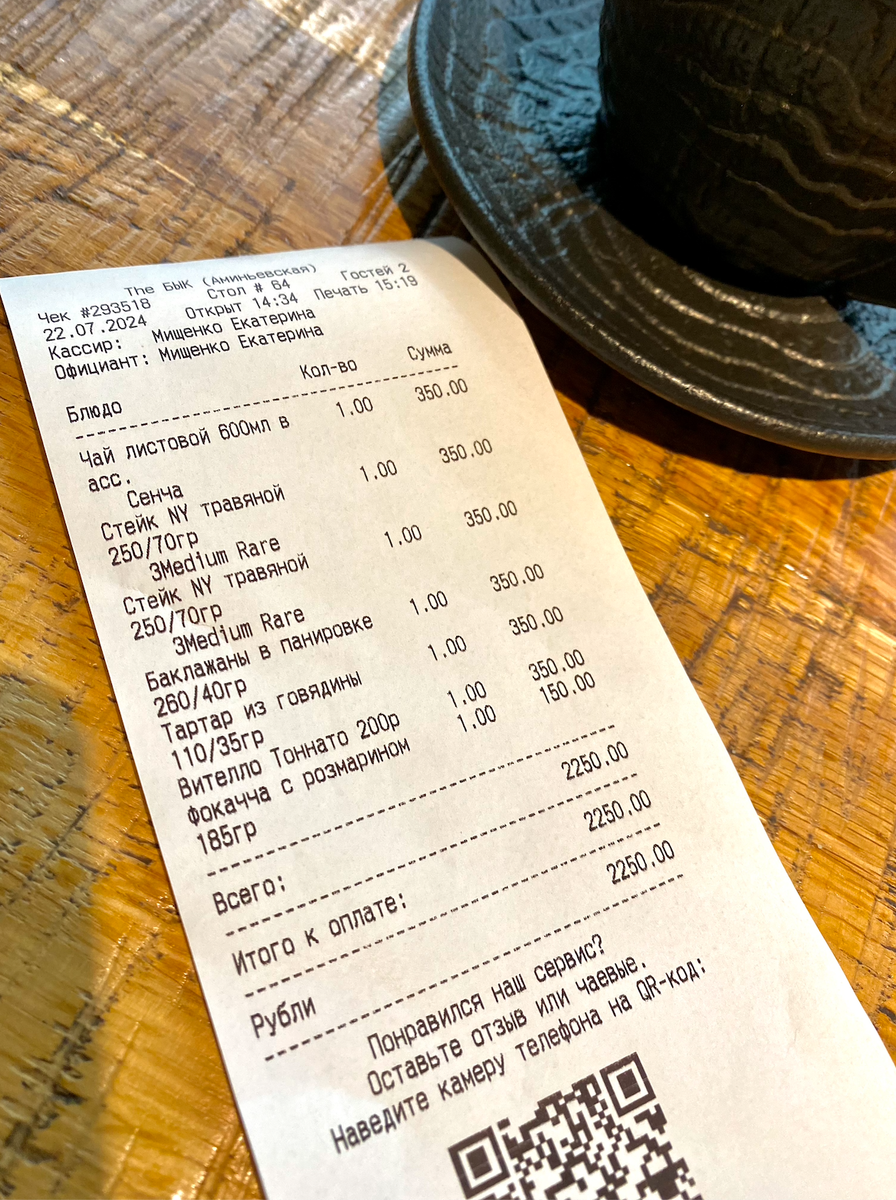 The БЫК (Аминьевская)
Чек #293518 Стол # 64 Гостей 2
22.07.2024 Открыт 14:34 Печать 15:19
Кассир: Мищенко Екатерина
Официант: Мищенко Екатерина
Блюдо Кол-во Сумма
Чай листовой 600мл в 1.00 350.00
асс.
Сенча
Стейк NY травяной 1.00 350.00
250/70гр
3Medium Rare
Стейк NY травяной 1.00 350.00
250/70гр
3Medium Rare
Баклажаны в панировке 1.00 350.00
260/40гр
Тартар из говядины 1.00 350.00
110/35гр
Вителло Тоннато 200р 1.00 350.00
фокачча с розмарином 1.00 150.00
185гр
2250.00
Всего: 2250.00
Итого к оплате: 2250.00
Рубли
Понравился наш сервис?
Оставьте отзыв или чаевые.
Наведите камеру телефона на QR-код: